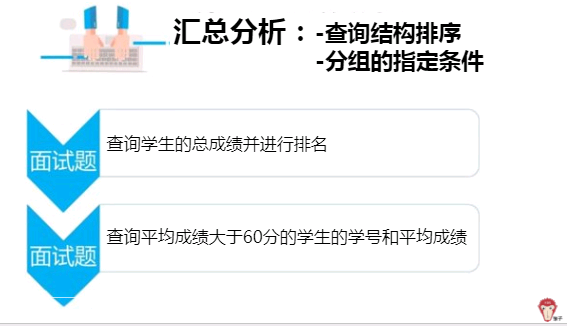 汇总分析：-查询结构排序
-分组的指定条件
面试题 查询学生的总成绩并进行排名
面试题 查询平均成绩大于60分的学生的学号和平均成绩
猴子